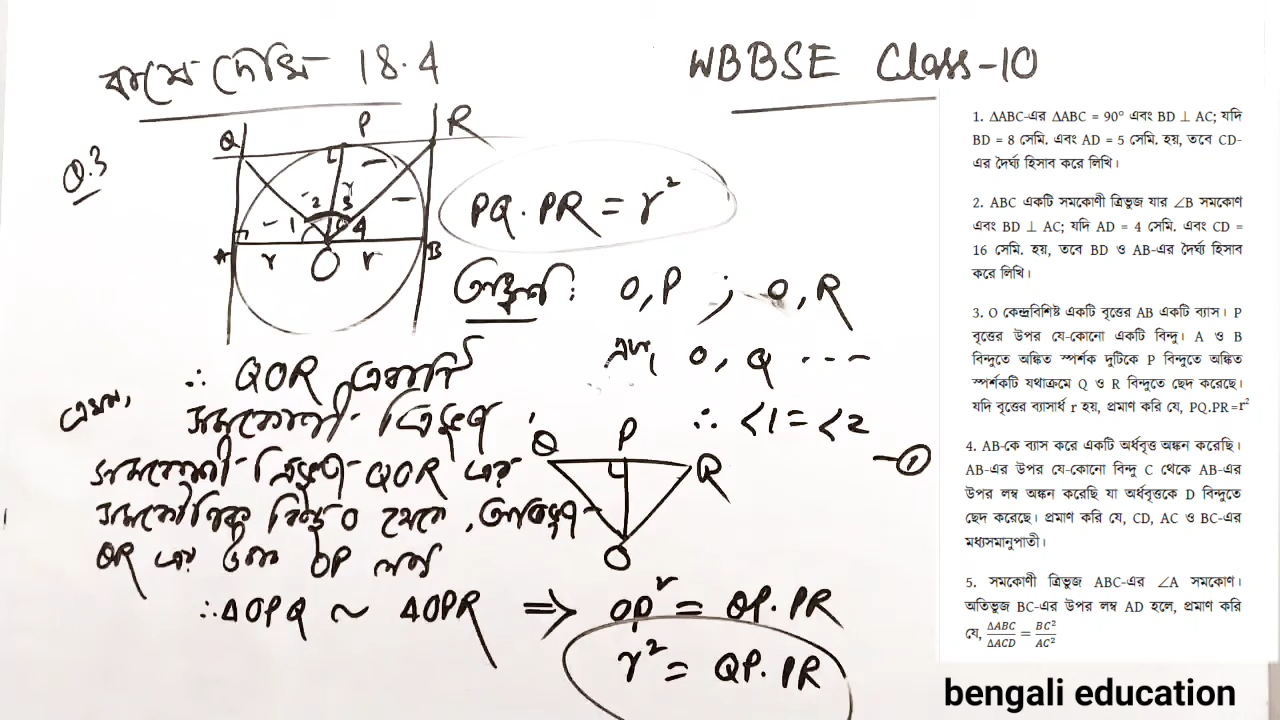 কষে দেখি- 18.4
WBBSE Class-10
Q.3
Q P R
1 2 3 4 r
A r O r B
PQ.PR = r²
অঙ্কন: O,P ; O,R
এবং O,Q ---
∴ QOR একটি
সমকোণী ত্রিভুজ
∴ <1=<2
—①
এখন,
সমকোণী ত্রিভুজ QOR এর
সমকৌণিক বিন্দু O থেকে, অতিভুজ
QR এর উপর OP লম্ব
Q P R
O
∴ ΔOPQ ~ ΔOPR ⇒ OP² = QP.PR
r² = QP.PR
1. ΔABC-এর ΔABC = 90° এবং BD ⊥ AC; যদি
BD = 8 সেমি. এবং AD = 5 সেমি. হয়, তবে CD-
এর দৈর্ঘ্য হিসাব করে লিখি।
2. ABC একটি সমকোণী ত্রিভুজ যার ∠B সমকোণ
এবং BD ⊥ AC; যদি AD = 4 সেমি. এবং CD =
16 সেমি. হয়, তবে BD ও AB-এর দৈর্ঘ্য হিসাব
করে লিখি।
3. O কেন্দ্রবিশিষ্ট একটি বৃত্তের AB একটি ব্যাস। P
বৃত্তের উপর যে-কোনো একটি বিন্দু। A ও B
বিন্দুতে অঙ্কিত স্পর্শক দুটিকে P বিন্দুতে অঙ্কিত
স্পর্শকটি যথাক্রমে Q ও R বিন্দুতে ছেদ করেছে।
যদি বৃত্তের ব্যাসার্ধ r হয়, প্রমাণ করি যে, PQ.PR=r²
4. AB-কে ব্যাস করে একটি অর্ধবৃত্ত অঙ্কন করেছি।
AB-এর উপর যে-কোনো বিন্দু C থেকে AB-এর
উপর লম্ব অঙ্কন করেছি যা অর্ধবৃত্তকে D বিন্দুতে
ছেদ করেছে। প্রমাণ করি যে, CD, AC ও BC-এর
মধ্যসমানুপাতী।
5. সমকোণী ত্রিভুজ ABC-এর ∠A সমকোণ।
অতিভুজ BC-এর উপর লম্ব AD হলে, প্রমাণ করি
যে, ΔABC/ΔACD = BC²/AC²
bengali education